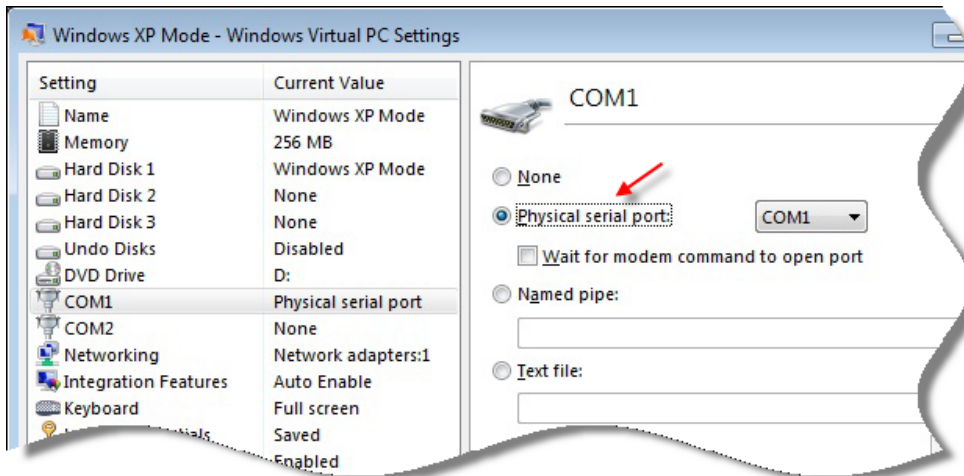 Windows XP Mode - Windows Virtual PC Settings
Setting Current Value
Name Windows XP Mode
Memory 256 MB
Hard Disk 1 Windows XP Mode
Hard Disk 2 None
Hard Disk 3 None
Undo Disks Disabled
DVD Drive D:
COM1 Physical serial port
COM2 None
Networking Network adapters:1
Integration Features Auto Enable
Keyboard Full screen
Saved
Enabled
COM1
None
Physical serial port: COM1
Wait for modem command to open port
Named pipe:
Text file: